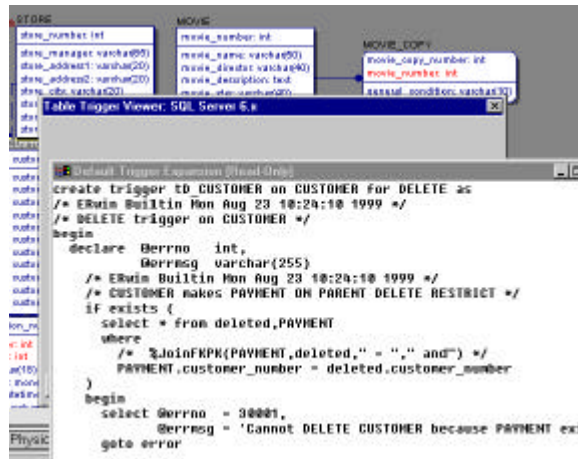 STORE
store_number: int
store_manager: varchar(55)
store_address1: varchar(20)
store_address2: varchar(20)
store_city: varchar(20)
MOVIE
movie_number: int
movie_name: varchar(50)
movie_director: varchar(40)
movie_description: text
MOVIE_COPY
movie_copy_number: int
movie_number: int
general_condition: varchar(10)
Table Trigger Viewer: SQL Server 6.x
Default Trigger Expansion (Read-Only)
create trigger tD_CUSTOMER on CUSTOMER for DELETE as
/* ERwin Builtin Mon Aug 23 10:24:10 1999 */
/* DELETE trigger on CUSTOMER */
begin
declare @errno int,
@errmsg varchar(255)
/* ERwin Builtin Mon Aug 23 10:24:10 1999 */
/* CUSTOMER makes PAYMENT ON PARENT DELETE RESTRICT */
if exists (
select * from deleted,PAYMENT
where
/* %JoinFKPK(PAYMENT,deleted," = "," and") */
PAYMENT.customer_number = deleted.customer_number
)
begin
select @errno = 30001,
@errmsg = 'Cannot DELETE CUSTOMER because PAYMENT ex
goto error
Physic